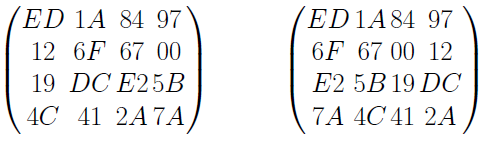 ED 1A 84 97 ED 1A 84 97
12 6F 67 00 6F 67 00 12
19 DC E2 5B E2 5B 19 DC
4C 41 2A 7A 7A 4C 41 2A